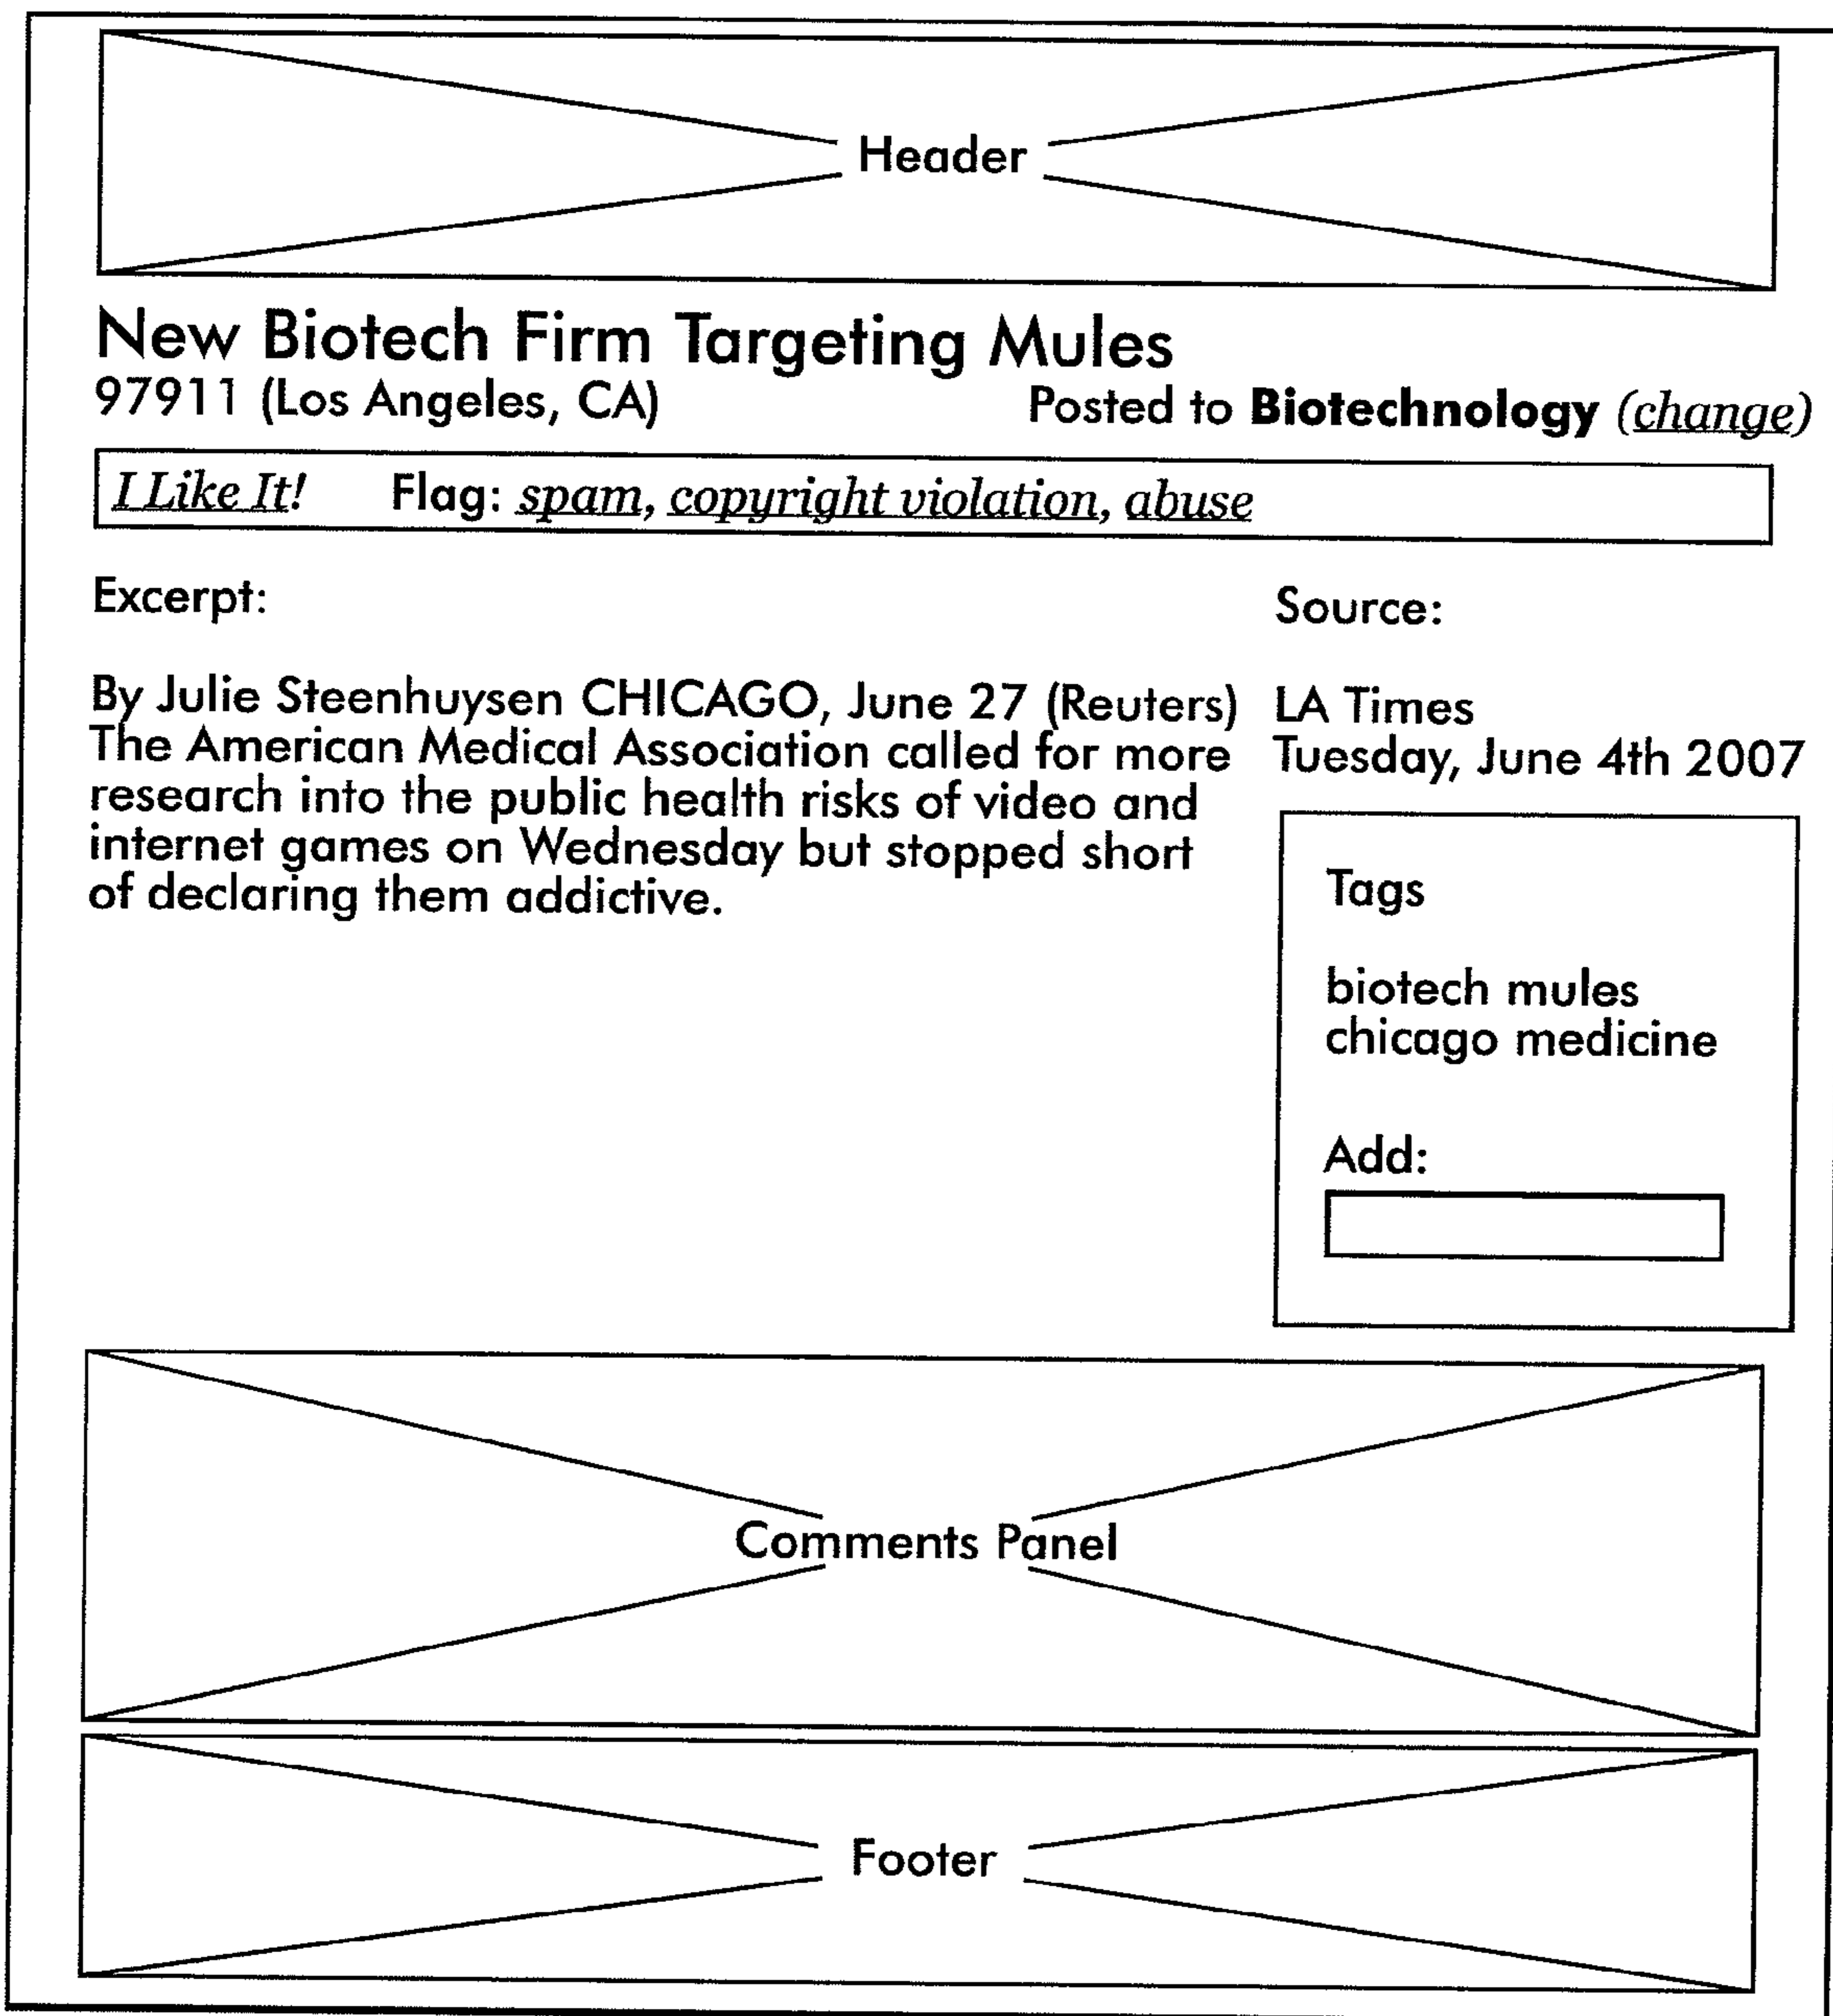 Header
New Biotech Firm Targeting Mules
97911 (Los Angeles, CA)
Posted to Biotechnology (change)
I Like It! Flag: spam, copyright violation, abuse
Excerpt:
By Julie Steenhuysen CHICAGO, June 27 (Reuters)
The American Medical Association called for more
research into the public health risks of video and
internet games on Wednesday but stopped short
of declaring them addictive.
Source:
LA Times
Tuesday, June 4th 2007
Tags
biotech mules
chicago medicine
Add:
Comments Panel
Footer